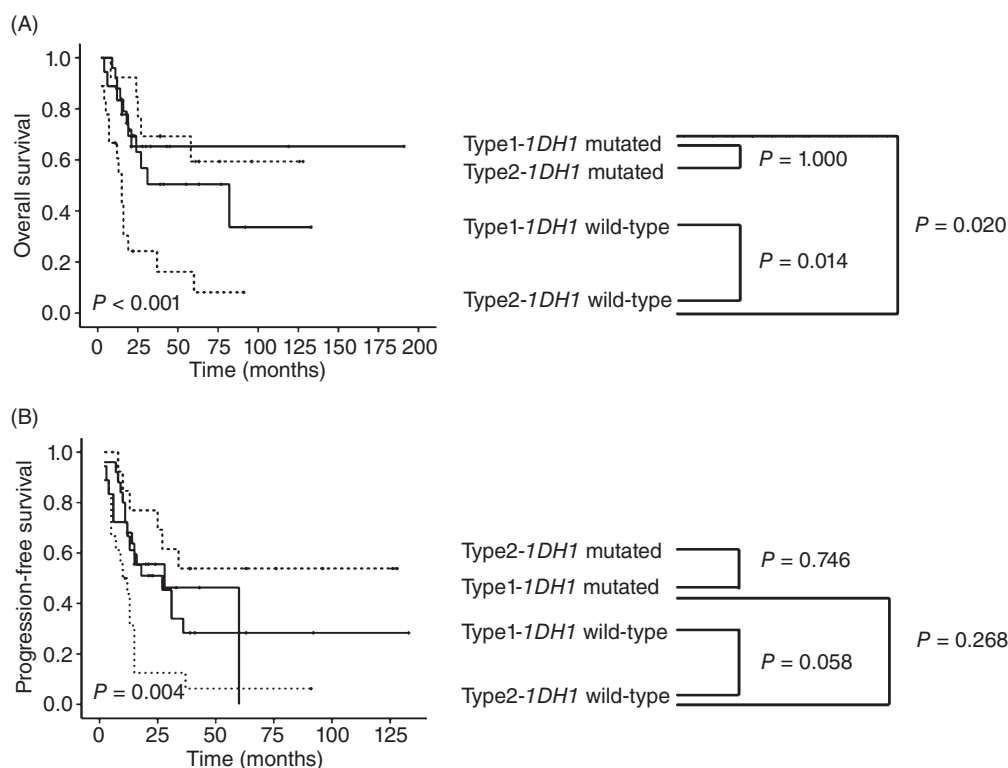 (A)
Overall survival
1.0
0.8
0.6
0.4
0.2
0.0
P < 0.001
0 25 50 75 100 125 150 175 200
Time (months)
Type1-1DH1 mutated
Type2-1DH1 mutated
P = 1.000
Type1-1DH1 wild-type
P = 0.014
P = 0.020
Type2-1DH1 wild-type
(B)
Progression-free survival
1.0
0.8
0.6
0.4
0.2
0.0
P = 0.004
0 25 50 75 100 125
Time (months)
Type2-1DH1 mutated
P = 0.746
Type1-1DH1 mutated
Type1-1DH1 wild-type
P = 0.058
P = 0.268
Type2-1DH1 wild-type